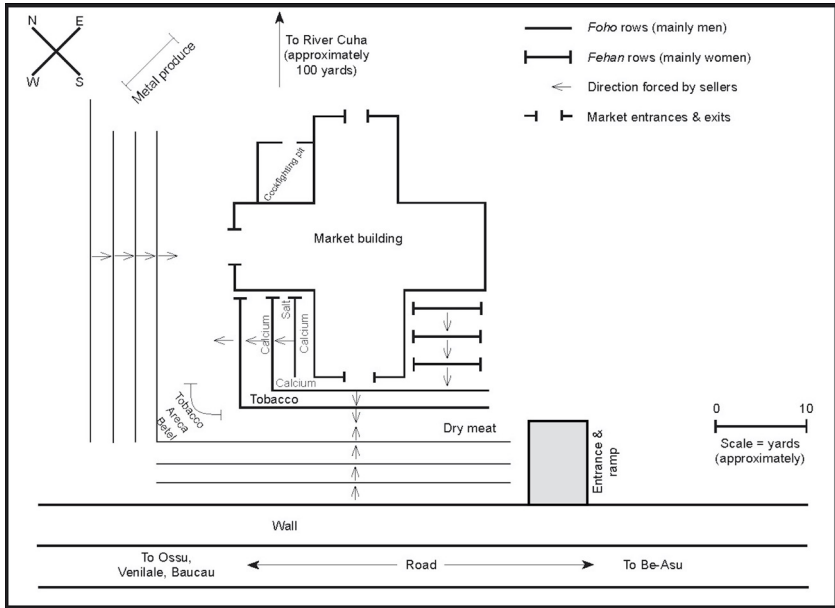 N E
W S
Metal produce
To River Cuha
(approximately
100 yards)
Foho rows (mainly men)
Fehan rows (mainly women)
Direction forced by sellers
Market entrances & exits
Cockfighting pit
Market building
Salt
Calcium
Calcium
Calcium
Tobacco
Tobacco
Areca
Betel
Dry meat
Entrance &
ramp
0 10
Scale = yards
(approximately)
Wall
To Ossu,
Venilale, Baucau
Road
To Be-Asu